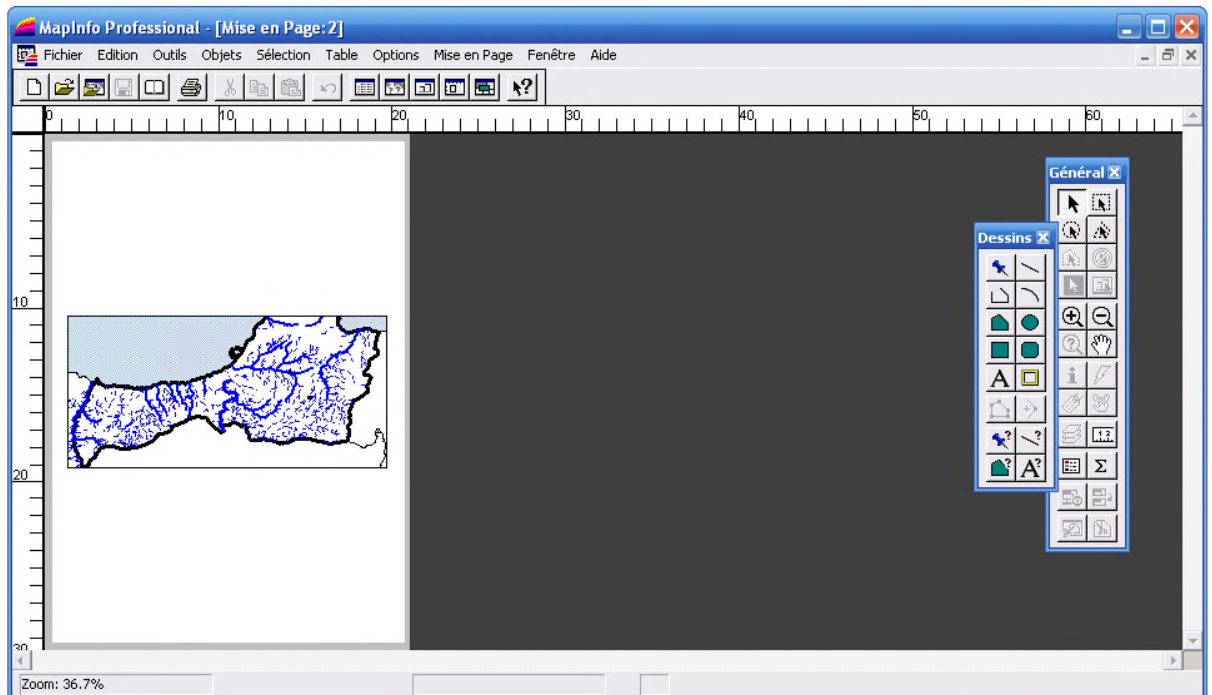 MapInfo Professional - [Mise en Page:2]
Fichier Edition Outils Objets Sélection Table Options Mise en Page Fenêtre Aide
0 10 20 30 40 50 60
Général
Dessins
10
A
1 2
20
Σ
A?
30
Zoom: 36.7%